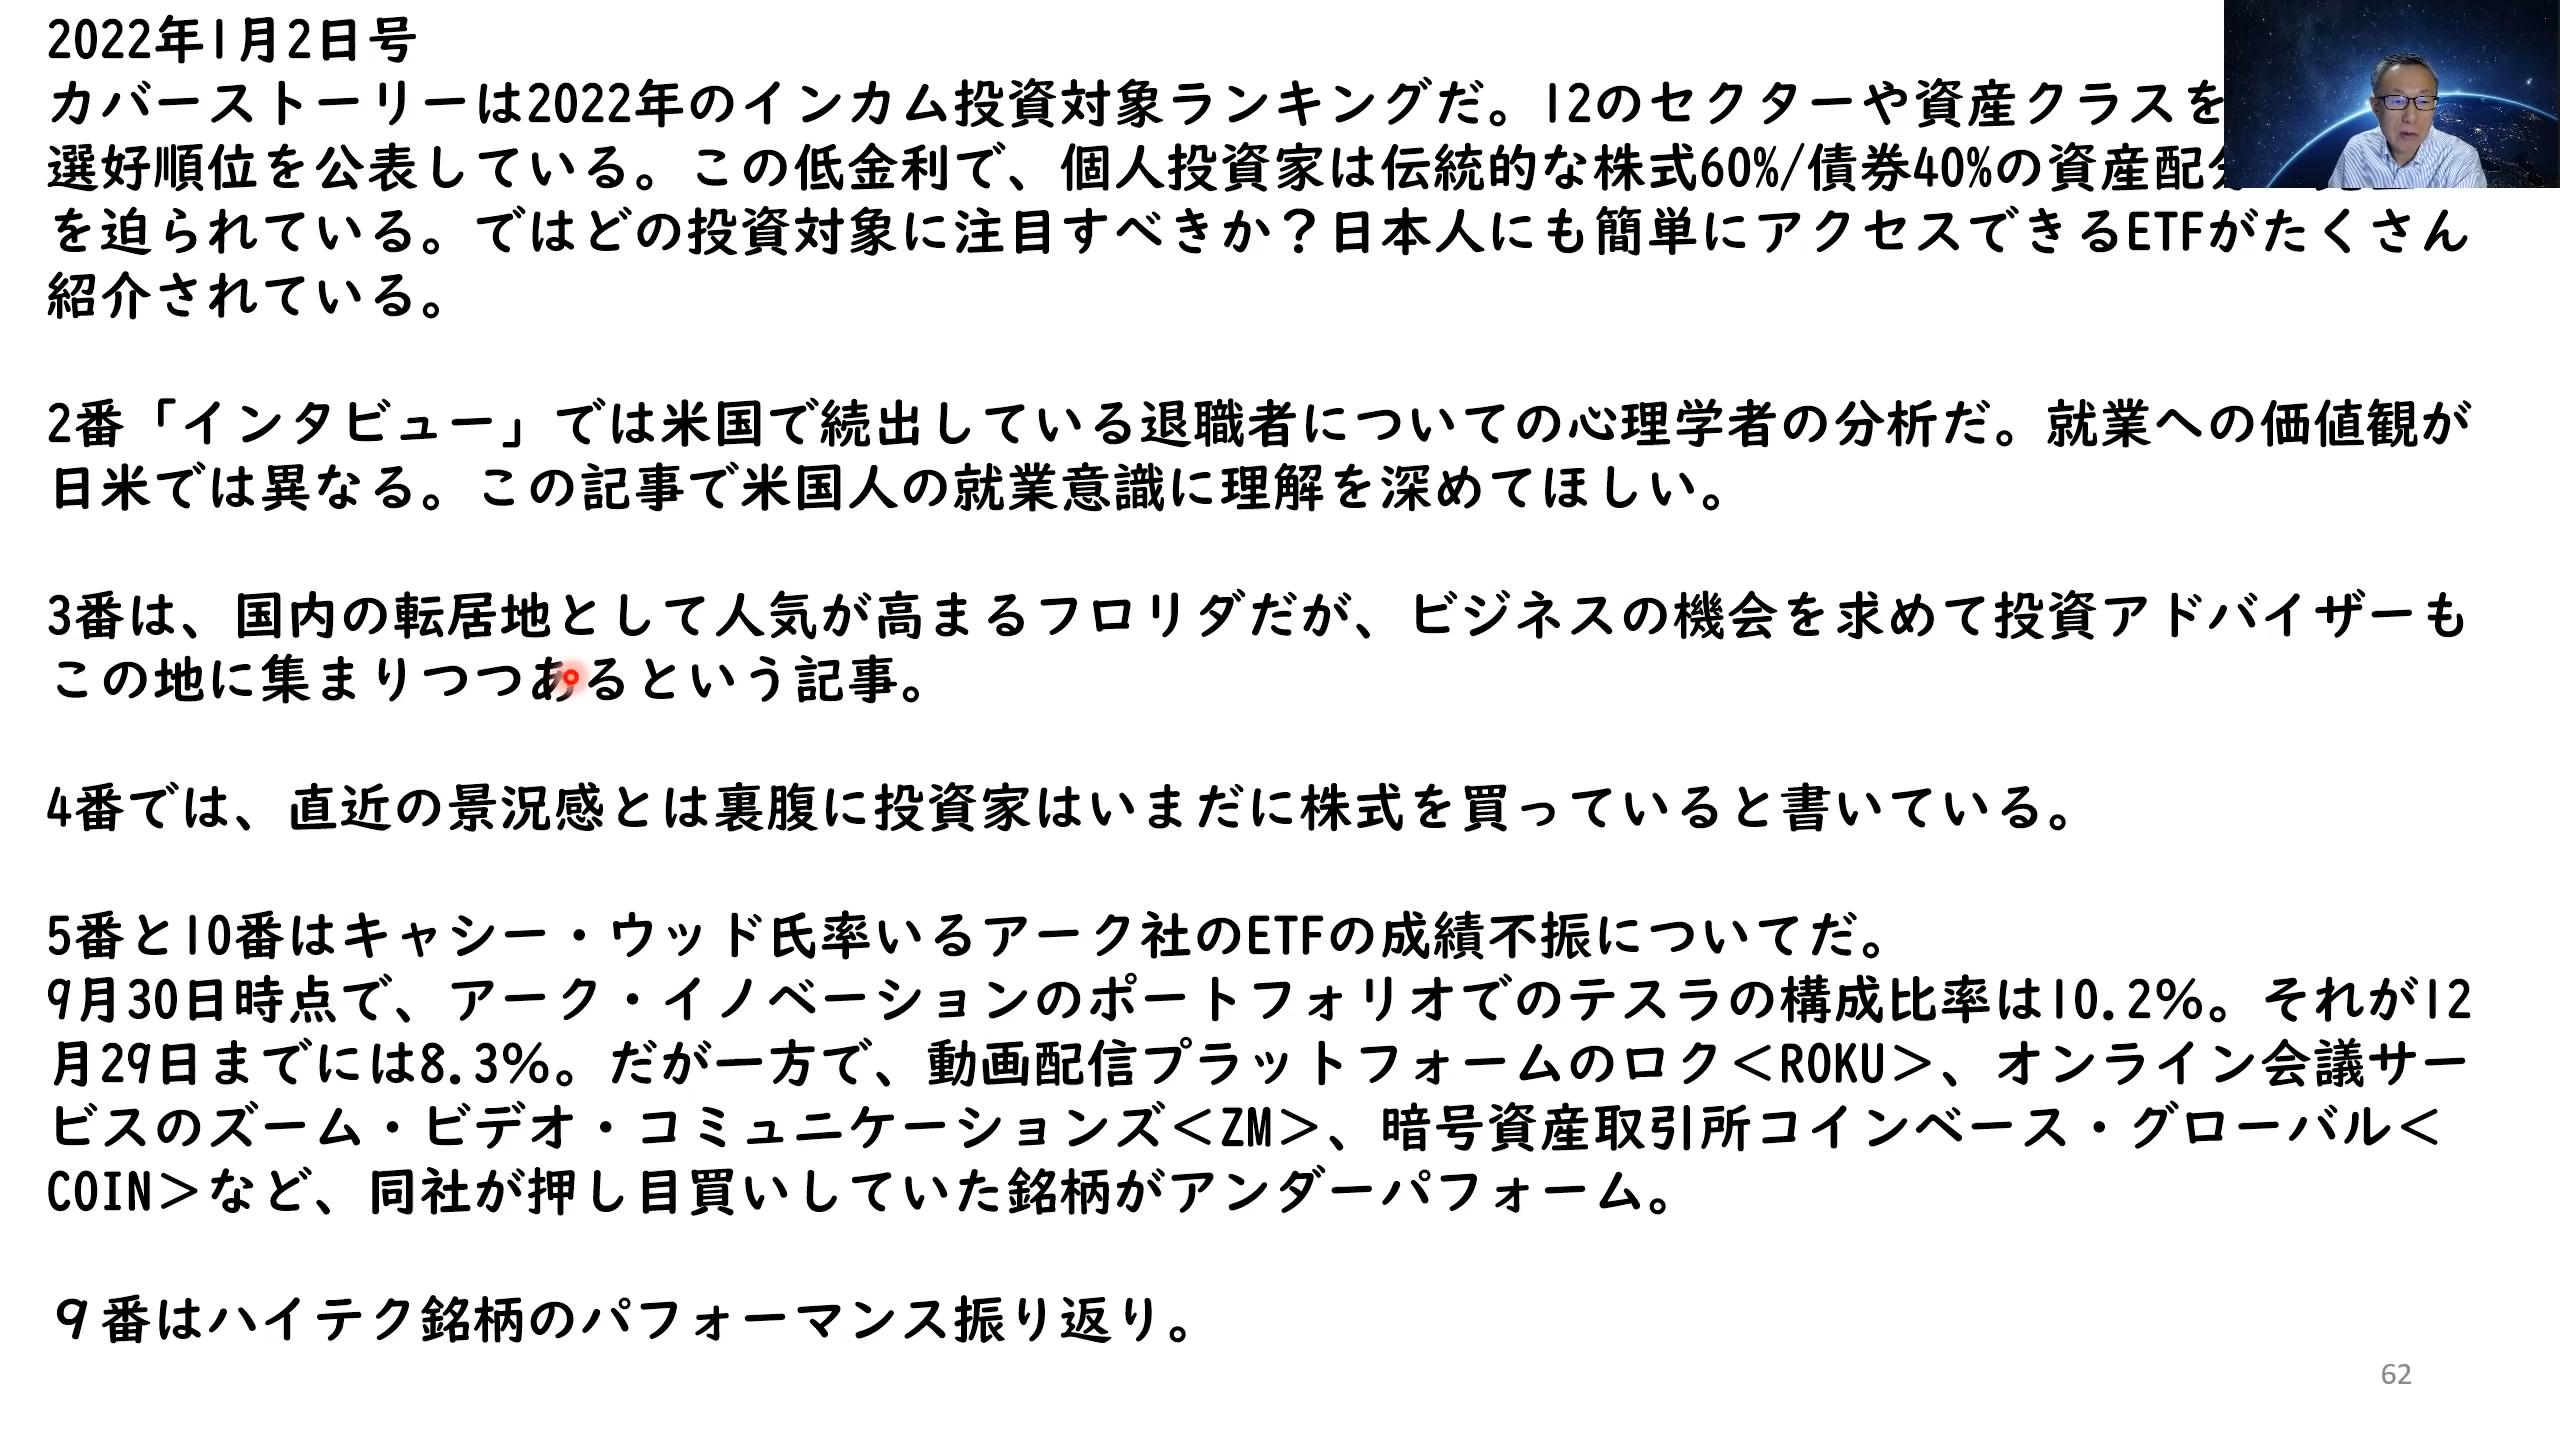 2022年1月2日号
カバーストーリーは2022年のインカム投資対象ランキングだ。12のセクターや資産クラスを
選好順位を公表している。この低金利で、個人投資家は伝統的な株式60%/債券40%の資産配
を迫られている。ではどの投資対象に注目すべきか？日本人にも簡単にアクセスできるETFがたくさん
紹介されている。
2番「インタビュー」では米国で続出している退職者についての心理学者の分析だ。就業への価値観が
日米では異なる。この記事で米国人の就業意識に理解を深めてほしい。
3番は、国内の転居地として人気が高まるフロリダだが、ビジネスの機会を求めて投資アドバイザーも
この地に集まりつつあるという記事。
4番では、直近の景況感とは裏腹に投資家はいまだに株式を買っていると書いている。
5番と10番はキャシー・ウッド氏率いるアーク社のETFの成績不振についてだ。
9月30日時点で、アーク・イノベーションのポートフォリオでのテスラの構成比率は10.2%。それが12
月29日までには8.3%。だが一方で、動画配信プラットフォームのロク＜ROKU＞、オンライン会議サー
ビスのズーム・ビデオ・コミュニケーションズ＜ZM＞、暗号資産取引所コインベース・グローバル＜
COIN＞など、同社が押し目買いしていた銘柄がアンダーパフォーム。
９番はハイテク銘柄のパフォーマンス振り返り。
62